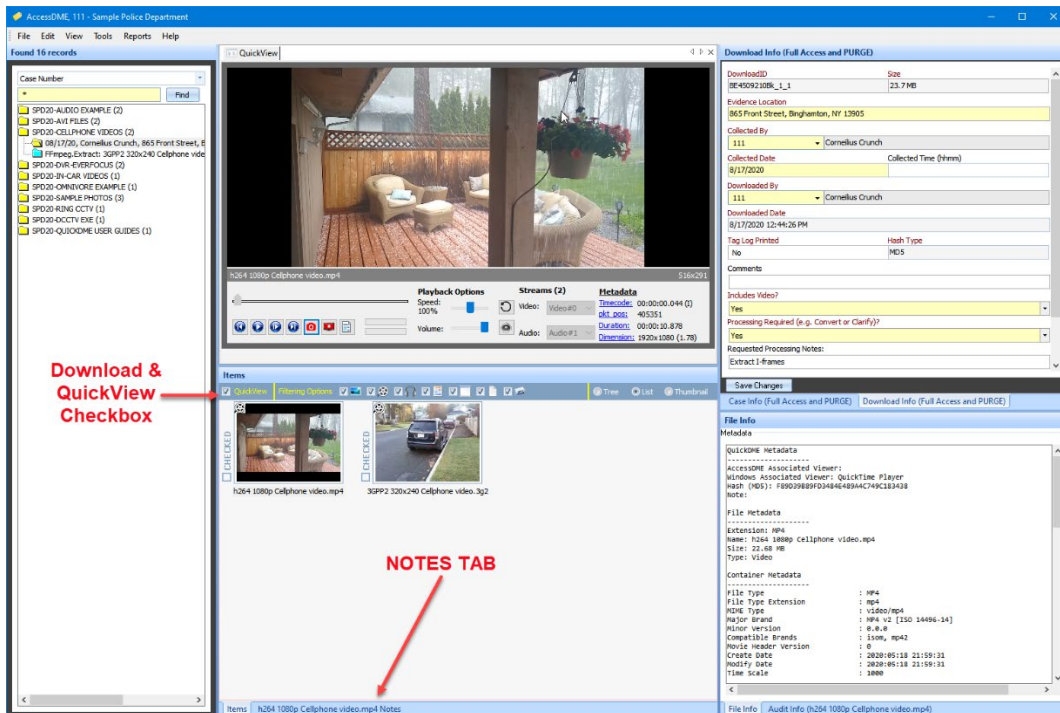 AccessDME, 111 - Sample Police Department
File Edit View Tools Reports Help
Found 16 records
Case Number
*
Find
SPD20-AUDIO EXAMPLE (2)
SPD20-AVI FILES (2)
SPD20-CELLPHONE VIDEOS (2)
08/17/20, Cornelius Crunch, 865 Front Street, B
FFmpeg.Extract: 3GPP2 320x240 Cellphone vide
SPD20-DVR-EVERFOCUS (2)
SPD20-IN-CAR VIDEOS (1)
SPD20-OMNIVORE EXAMPLE (1)
SPD20-SAMPLE PHOTOS (3)
SPD20-RING CCTV (1)
SPD20-DCCTV EXE (1)
SPD20-QUICKDME USER GUIDES (1)
Download &
QuickView
Checkbox
QuickView
h264 1080p Cellphone video.mp4 516x291
Playback Options
Speed:
100%
Volume:
Streams (2)
Video: Video#0
Audio: Audio#1
Metadata
Timecode: 00:00:00.044 (I)
pkt_pos: 405351
Duration: 00:00:10.878
Dimension: 1920x1080 (1.78)
Items
QuickView Filtering Options Tree List Thumbnail
CHECKED
h264 1080p Cellphone video.mp4
CHECKED
3GPP2 320x240 Cellphone video.3g2
NOTES TAB
Items h264 1080p Cellphone video.mp4 Notes
Download Info (Full Access and PURGE)
DownloadID Size
23.7 MB
Evidence Location
865 Front Street, Binghamton, NY 13905
Collected By
111 Cornelius Crunch
Collected Date Collected Time (hhmm)
8/17/2020
Downloaded By
111 Cornelius Crunch
Downloaded Date
8/17/2020 12:44:26 PM
Tag Log Printed Hash Type
No MD5
Comments
Includes Video?
Yes
Processing Required (e.g. Convert or Clarify)?
Yes
Requested Processing Notes:
Extract I-frames
Save Changes
Case Info (Full Access and PURGE) Download Info (Full Access and PURGE)
File Info
Metadata
QuickDME Metadata
--------------------
AccessDME Associated Viewer:
Windows Associated Viewer: QuickTime Player
Hash (MD5): F89D39B89FD3484E489A4C749C183438
Note:
File Metadata
--------------------
Extension: MP4
Name: h264 1080p Cellphone video.mp4
Size: 22.68 MB
Type: Video
Container Metadata
--------------------
File Type : MP4
File Type Extension : mp4
MIME Type : video/mp4
Major Brand : MP4 v2 [ISO 14496-14]
Minor Version : 0.0.0
Compatible Brands : isom, mp42
Movie Header Version : 0
Create Date : 2020:05:18 21:59:31
Modify Date : 2020:05:18 21:59:31
Time Scale : 1000
File Info Audit Info (h264 1080p Cellphone video.mp4)